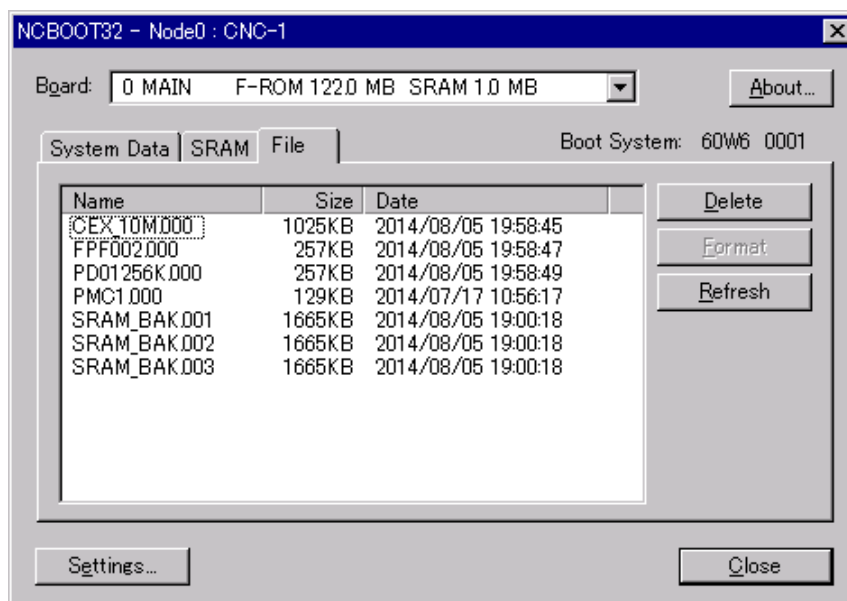 NCBOOT32 - Node0 : CNC-1
Board: 0 MAIN F-ROM 122.0 MB SRAM 1.0 MB About...
System Data SRAM File Boot System: 60W6 0001
Name Size Date
CEX_10M.000 1025KB 2014/08/05 19:58:45
FPF002.000 257KB 2014/08/05 19:58:47
PD01256K.000 257KB 2014/08/05 19:58:49
PMC1.000 129KB 2014/07/17 10:56:17
SRAM_BAK.001 1665KB 2014/08/05 19:00:18
SRAM_BAK.002 1665KB 2014/08/05 19:00:18
SRAM_BAK.003 1665KB 2014/08/05 19:00:18
Delete
Format
Refresh
Settings...
Close